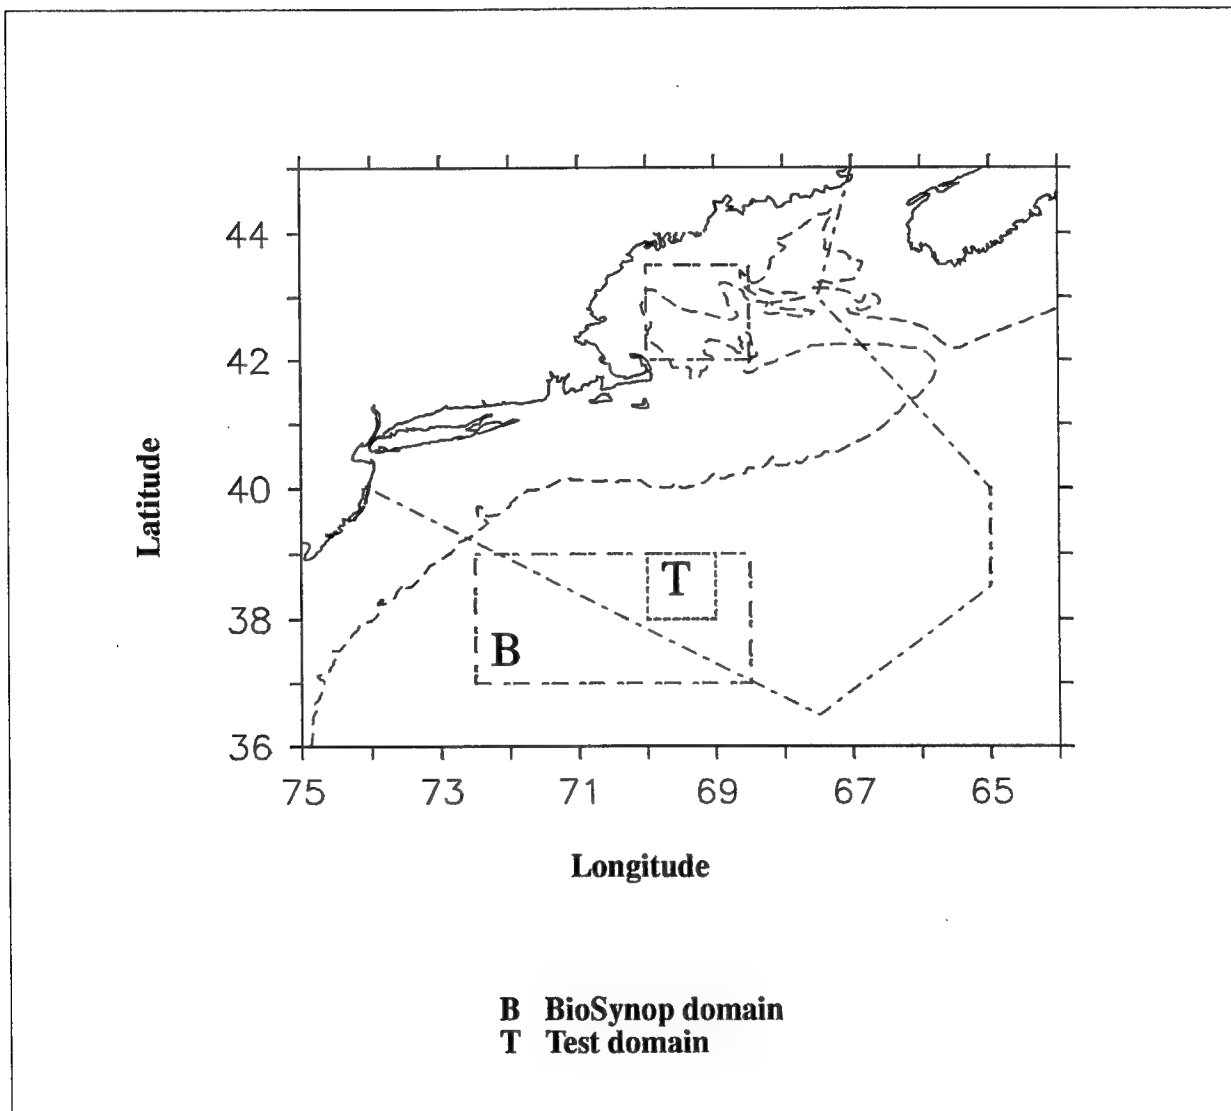 44
42
Latitude
40
T
38
B
36
75 73 71 69 67 65
Longitude
B BioSynop domain
T Test domain